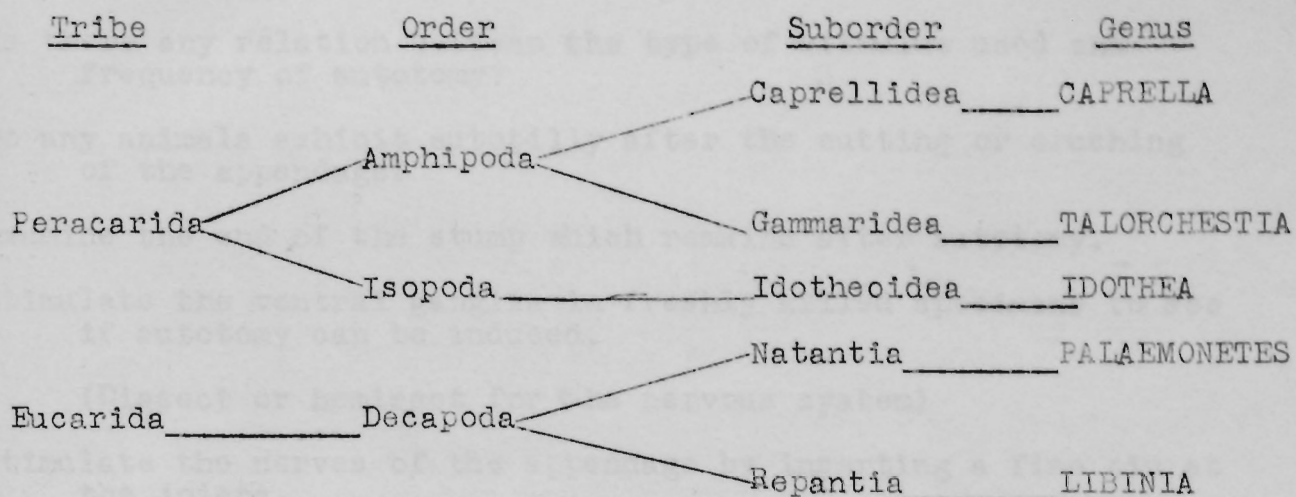 Tribe Order Suborder Genus
Caprellidea CAPRELLA
Amphipoda
Peracarida Gammaridea TALORCHESTIA
Isopoda Idotheoidea IDOTHEA
Natantia PALAEMONETES
Eucarida Decapoda
Repantia LIBINIA